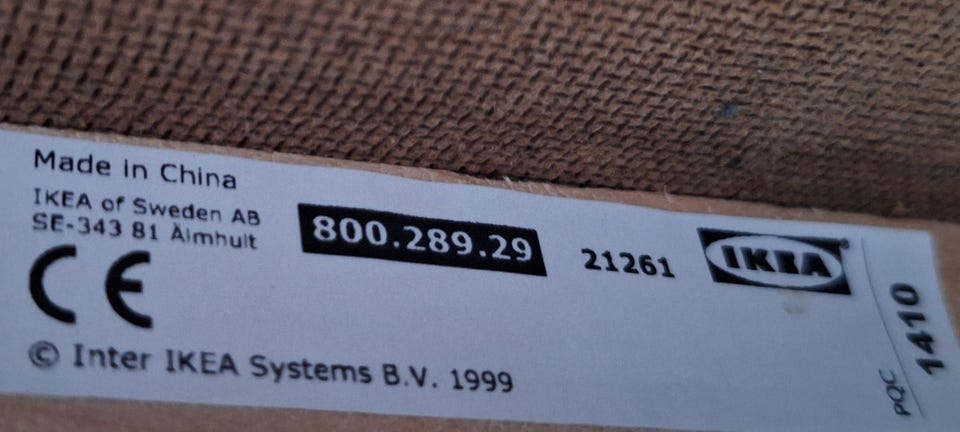 Made in China
IKEA of Sweden AB
SE-343 81 Älmhult
800.289.29
21261
IKEA®
CE
© Inter IKEA Systems B.V. 1999
PQC
1410